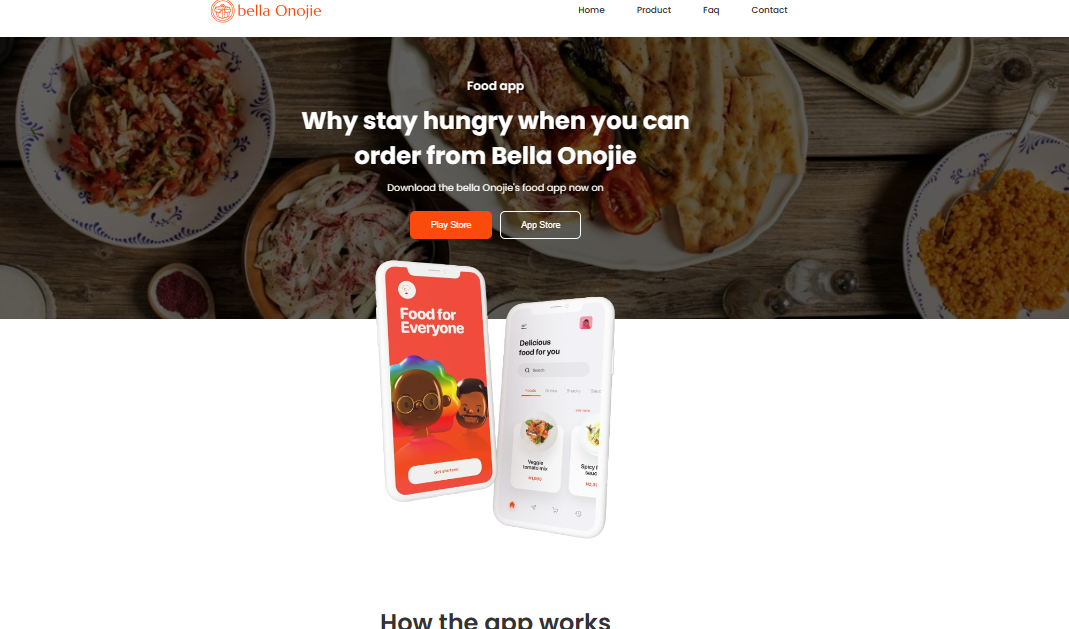 bella Onojie
Home
Product
Faq
Contact
Food app
Why stay hungry when you can
order from Bella Onojie
Download the bella Onojie's food app now on
Play Store
App Store
Food for
Everyone
Get started
Delicious
food for you
Search
Foods
Drinks
Snacks
see more
Veggie
tomato mix
Spicy f
sauc
How the app works